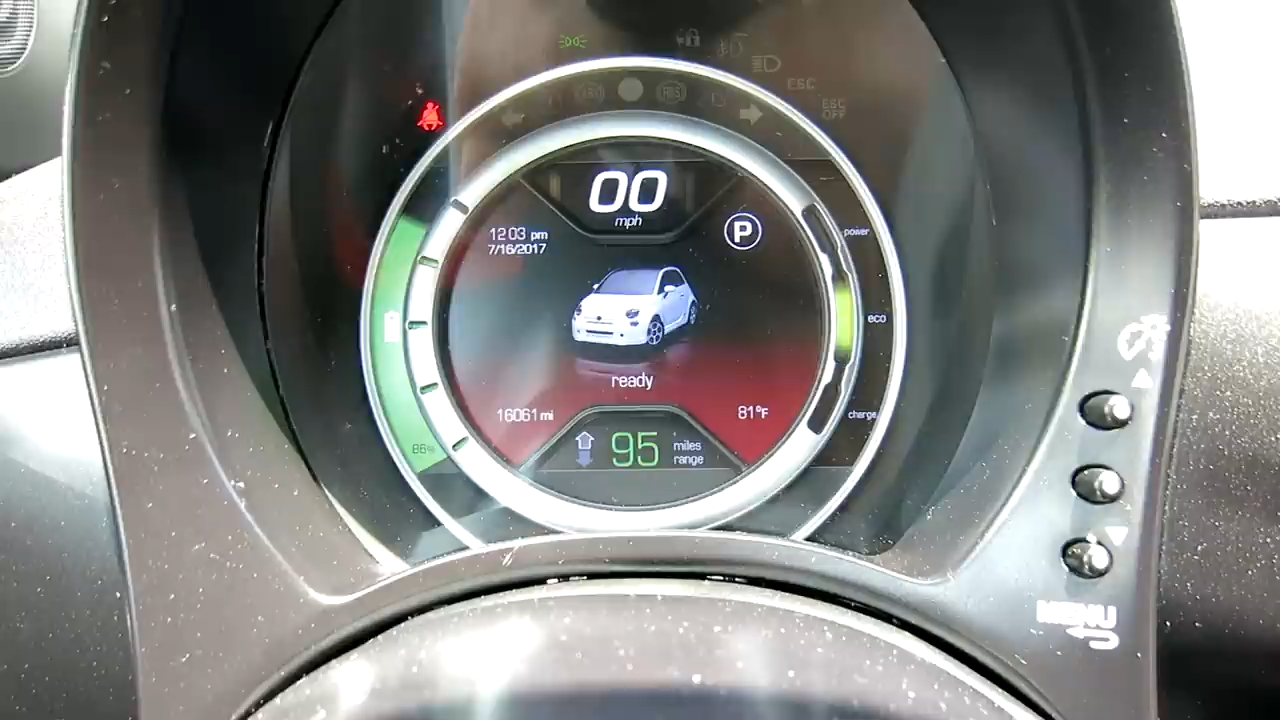 ESC
ESC
OFF
ABS
00
mph
12:03 pm
7/16/2017
P
power
eco
ready
16061 mi
81°F
charge
86%
95
miles
range
MENU